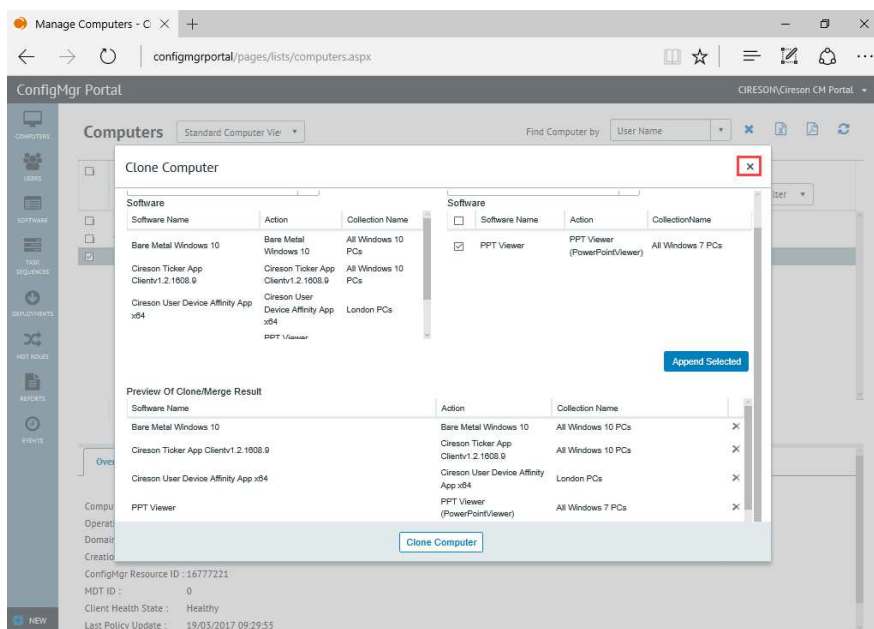 Manage Computers - Ci
configmgrportal/pages/lists/computers.aspx
ConfigMgr Portal
CIRESON\Cireson CM Portal
COMPUTERS
USERS
SOFTWARE
TASK SEQUENCES
DEPLOYMENTS
MDT ROLES
REPORTS
EVENTS
NEW
Computers
Standard Computer Vie
Find Computer by
User Name
Clone Computer
Software
Software Name Action Collection Name
Bare Metal Windows 10 Bare Metal Windows 10 All Windows 10 PCs
Cireson Ticker App Clientv1.2.1608.9 Cireson Ticker App Clientv1.2.1608.9 All Windows 10 PCs
Cireson User Device Affinity App x64 Cireson User Device Affinity App x64 London PCs
PPT Viewer
Software
Software Name Action CollectionName
PPT Viewer PPT Viewer (PowerPointViewer) All Windows 7 PCs
Append Selected
Preview Of Clone/Merge Result
Software Name Action Collection Name
Bare Metal Windows 10 Bare Metal Windows 10 All Windows 10 PCs
Cireson Ticker App Clientv1.2.1608.9 Cireson Ticker App Clientv1.2.1608.9 All Windows 10 PCs
Cireson User Device Affinity App x64 Cireson User Device Affinity App x64 London PCs
PPT Viewer PPT Viewer (PowerPointViewer) All Windows 7 PCs
Clone Computer
ConfigMgr Resource ID : 16777221
MDT ID : 0
Client Health State : Healthy
Last Policy Update : 19/03/2017 09:29:55